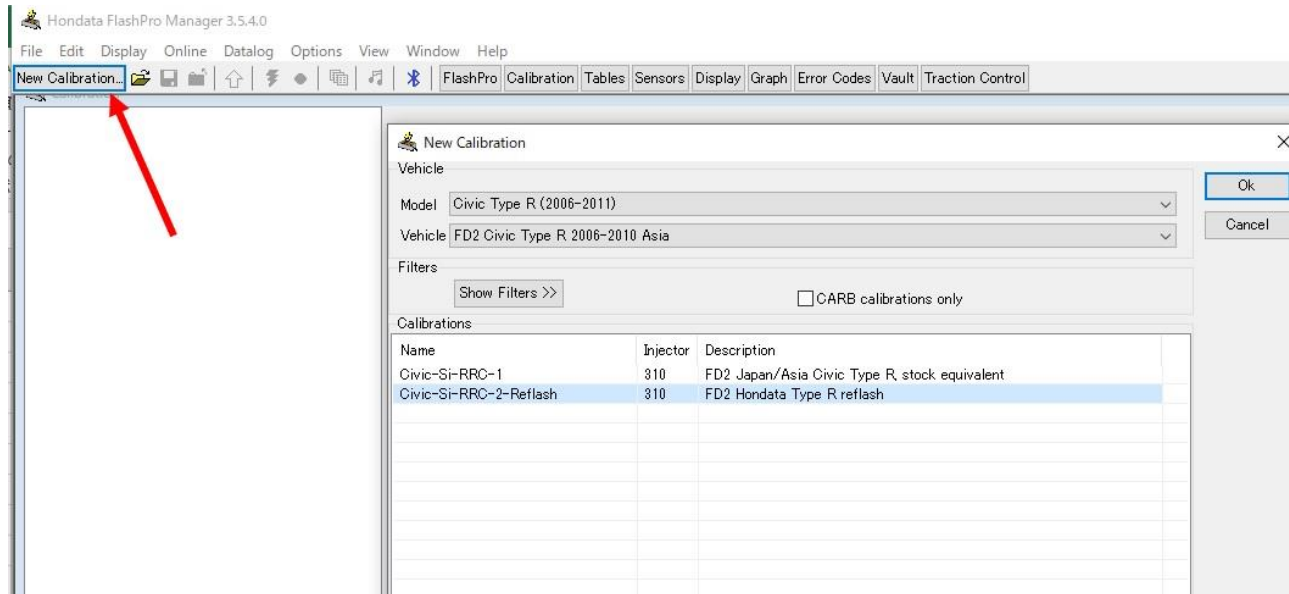 Hondata FlashPro Manager 3.5.4.0
File Edit Display Online Datalog Options View Window Help
New Calibration... FlashPro Calibration Tables Sensors Display Graph Error Codes Vault Traction Control
New Calibration
Vehicle
Ok
Model Civic Type R (2006-2011)
Cancel
Vehicle FD2 Civic Type R 2006-2010 Asia
Filters
Show Filters >>
CARB calibrations only
Calibrations
Name Injector Description
Civic-Si-RRC-1 310 FD2 Japan/Asia Civic Type R, stock equivalent
Civic-Si-RRC-2-Reflash 310 FD2 Hondata Type R reflash